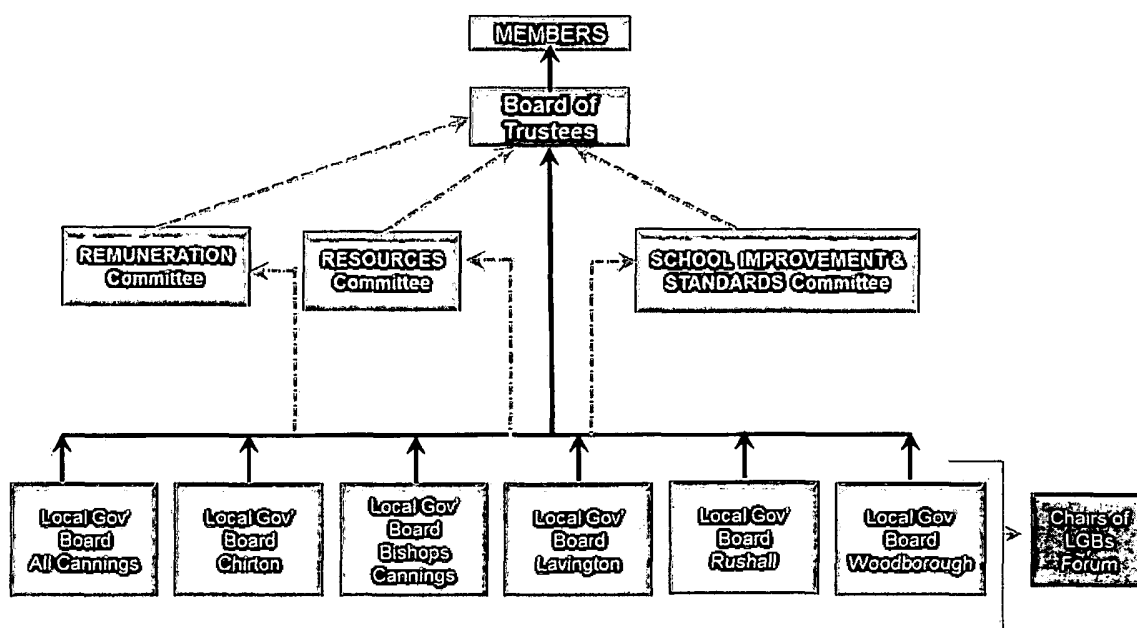 MEMBERS
Board of
Trustees
REMUNERATION
Committee
RESOURCES
Committee
SCHOOL IMPROVEMENT &
STANDARDS Committee
Local Gov'
Board
All Cannings
Local Gov'
Board
Chirton
Local Gov'
Board
Bishops
Cannings
Local Gov'
Board
Lavington
Local Gov'
Board
Rushall
Local Gov
Board
Woodborough
Chairs of
LGBs
Forum